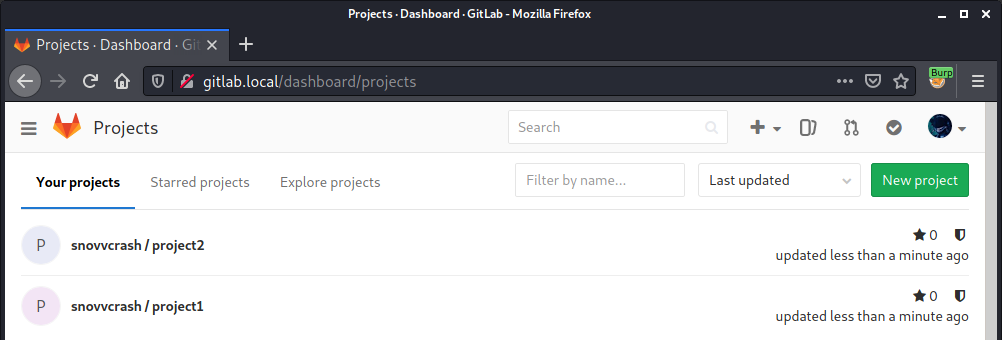 Projects · Dashboard · GitLab - Mozilla Firefox
Projects · Dashboard · Git
gitlab.local/dashboard/projects
Burp
Projects
Search
Your projects Starred projects Explore projects Filter by name... Last updated New project
P snovvcrash / project2 0
updated less than a minute ago
P snovvcrash / project1 0
updated less than a minute ago